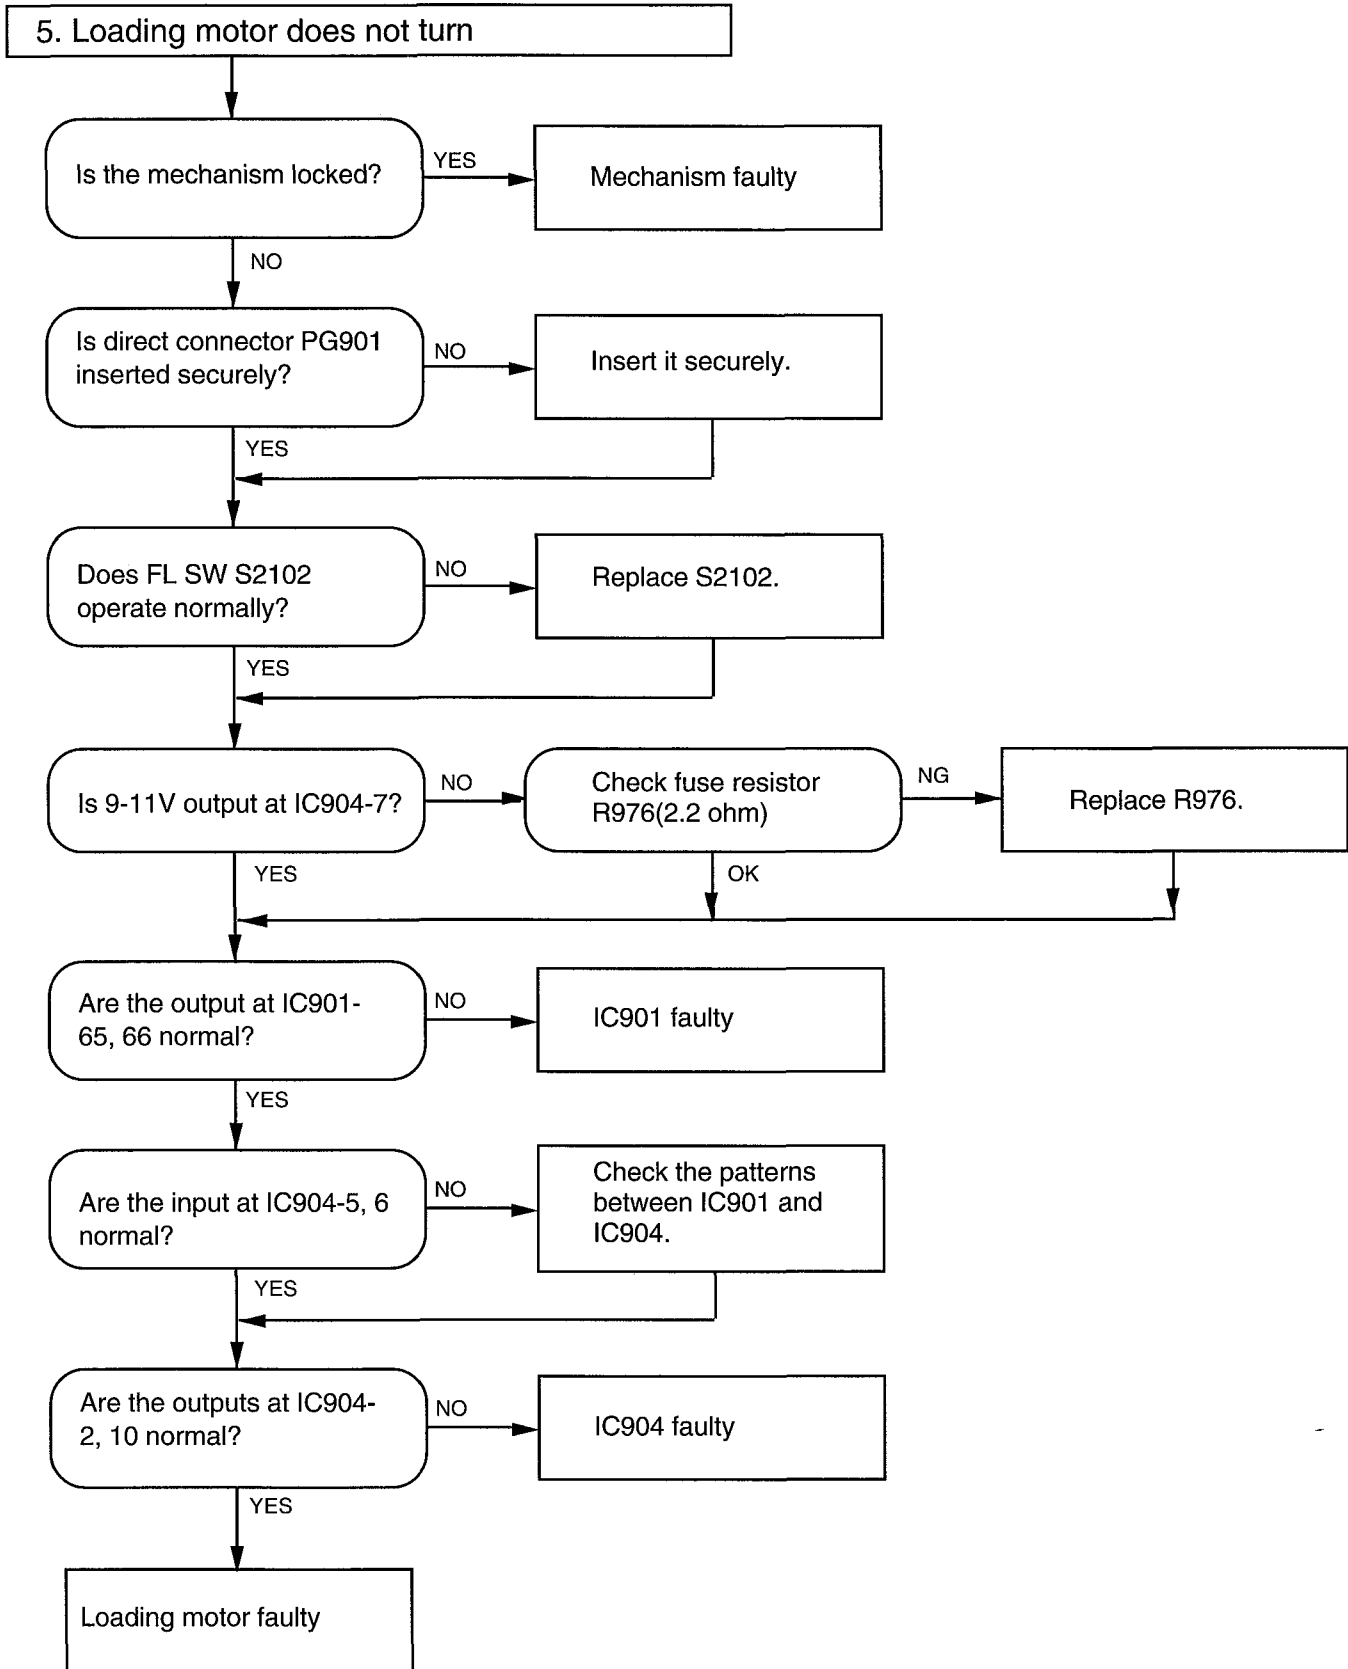 5. Loading motor does not turn
Is the mechanism locked?
YES
Mechanism faulty
NO
Is direct connector PG901
inserted securely?
NO
Insert it securely.
YES
Does FL SW S2102
operate normally?
NO
Replace S2102.
YES
Is 9-11V output at IC904-7?
NO
Check fuse resistor
R976(2.2 ohm)
NG
Replace R976.
YES
OK
Are the output at IC901-
65, 66 normal?
NO
IC901 faulty
YES
Are the input at IC904-5, 6
normal?
NO
Check the patterns
between IC901 and
IC904.
YES
Are the outputs at IC904-
2, 10 normal?
NO
IC904 faulty
YES
Loading motor faulty